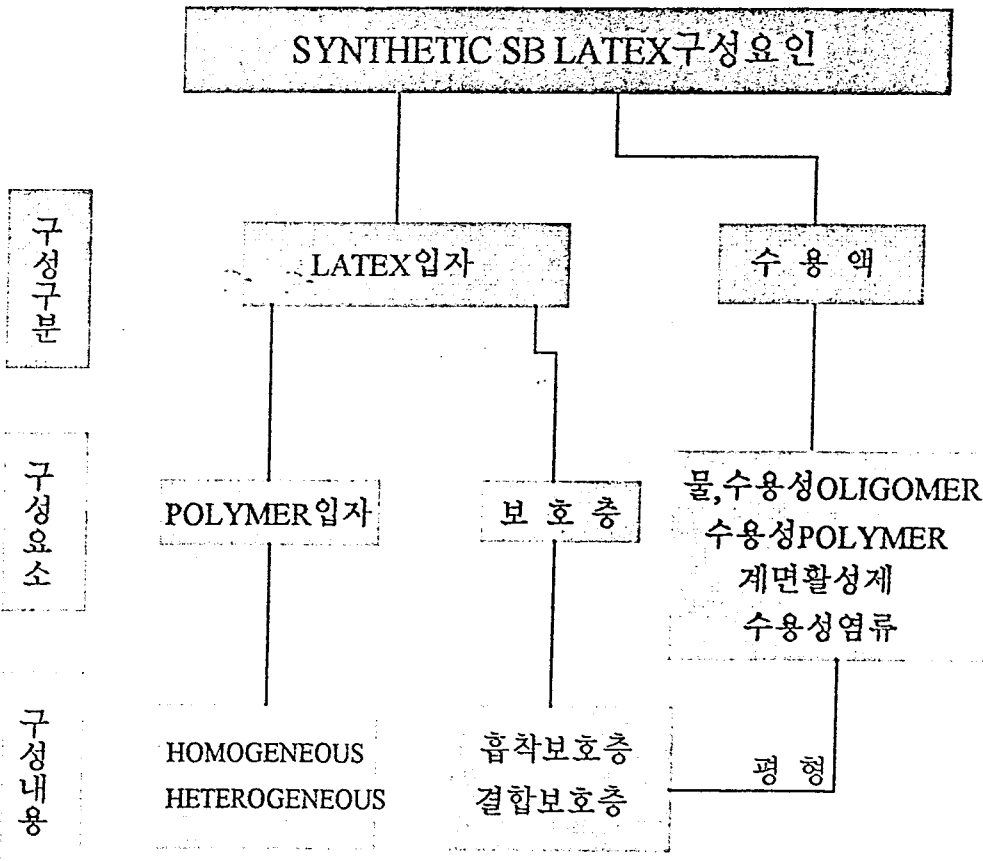 SYNTHETIC SB LATEX구성요인
구성구분
LATEX입자
수 용 액
구성요소
POLYMER입자
보 호 층
물,수용성OLIGOMER
수용성POLYMER
계면활성제
수용성염류
구성내용
HOMOGENEOUS
HETEROGENEOUS
흡착보호층
결합보호층
평 형